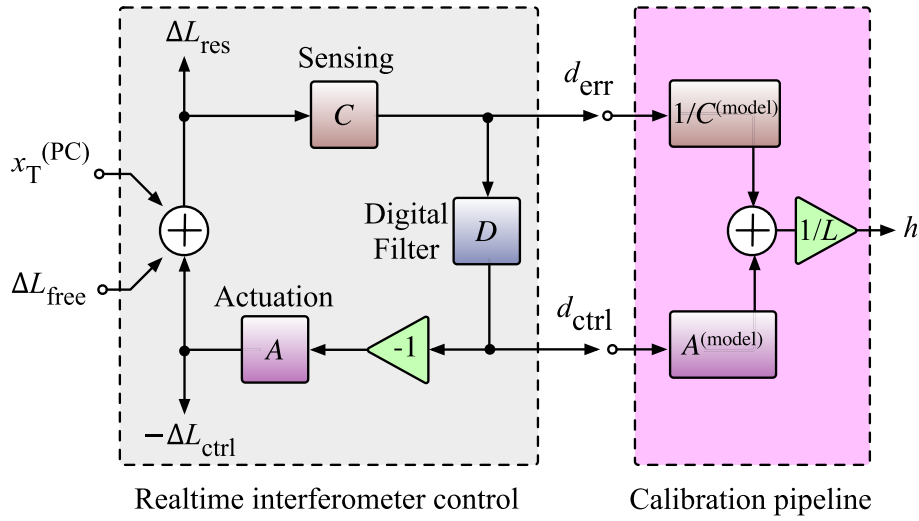 ΔL_res
Sensing
C
d_err
1/C^(model)
x_T^(PC)
Digital
Filter
D
1/L
h
ΔL_free
Actuation
A
-1
d_ctrl
A^(model)
−ΔL_ctrl
Realtime interferometer control
Calibration pipeline